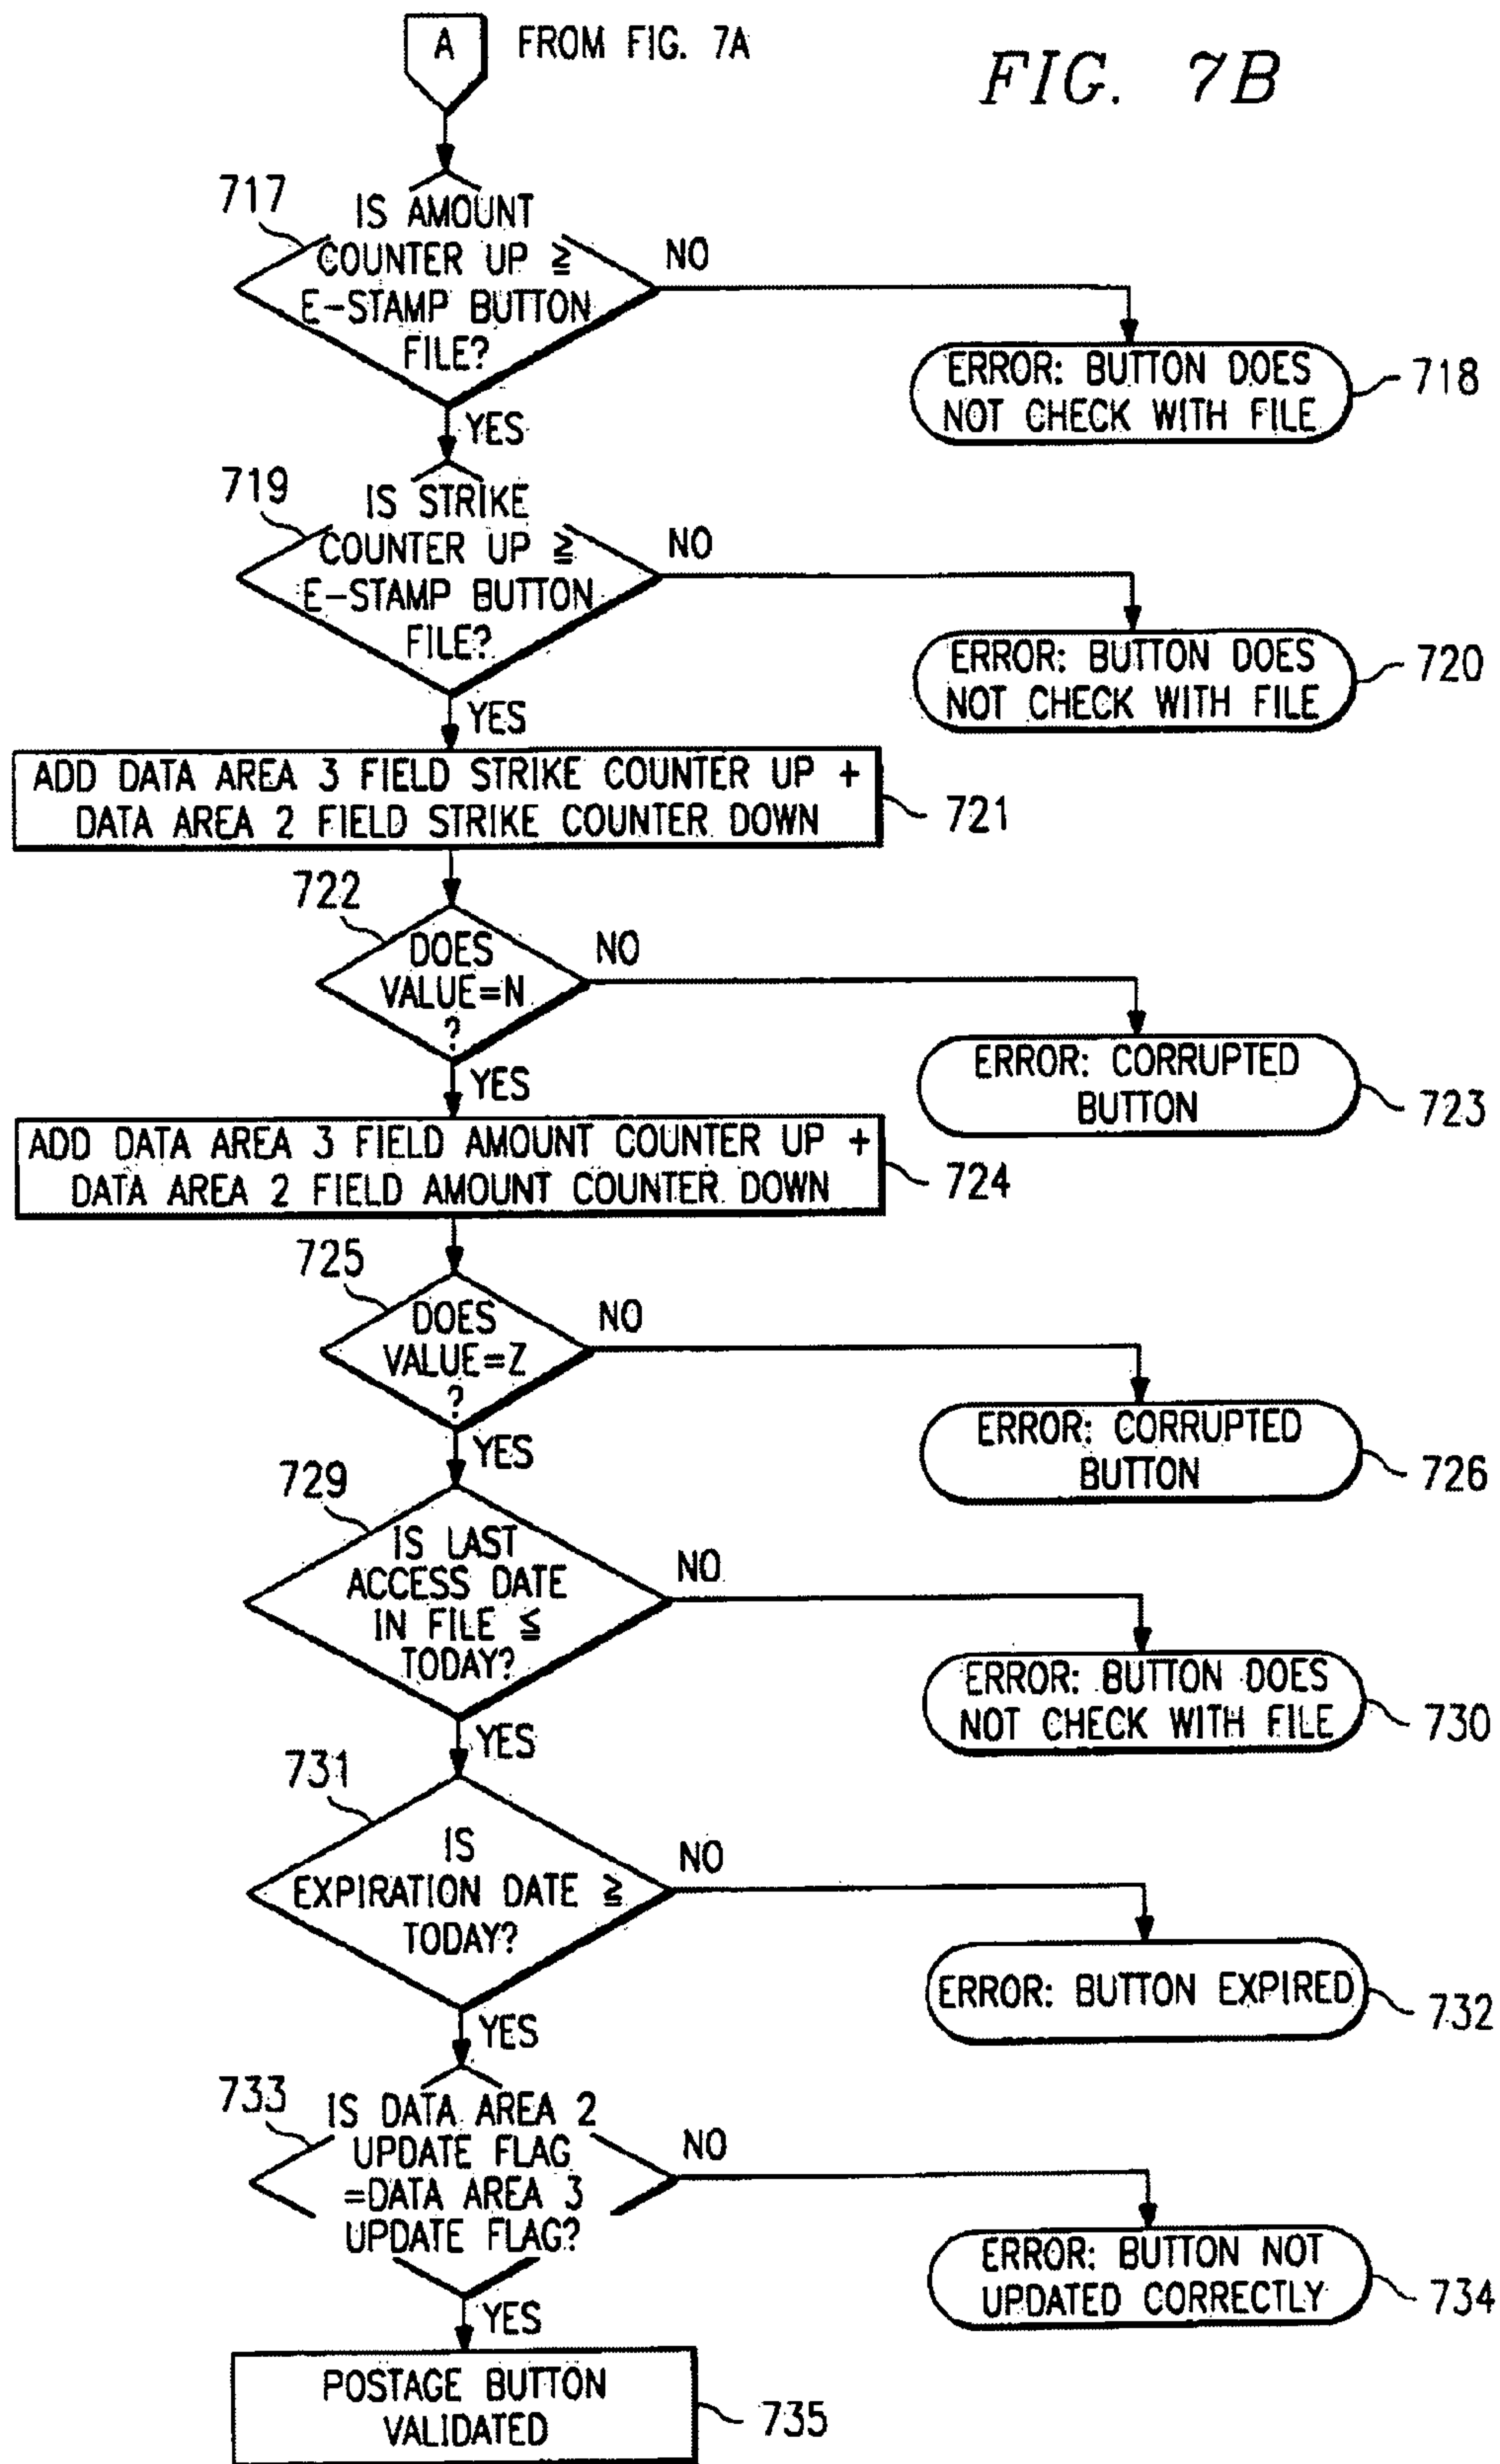 A FROM FIG. 7A
FIG. 7B
717
IS AMOUNT
COUNTER UP ≧
E-STAMP BUTTON
FILE?
NO
YES
ERROR: BUTTON DOES
NOT CHECK WITH FILE
718
719
IS STRIKE
COUNTER UP ≧
E-STAMP BUTTON
FILE?
NO
YES
ERROR: BUTTON DOES
NOT CHECK WITH FILE
720
ADD DATA AREA 3 FIELD STRIKE COUNTER UP +
DATA AREA 2 FIELD STRIKE COUNTER DOWN
721
722
DOES
VALUE=N
?
NO
YES
ERROR: CORRUPTED
BUTTON
723
ADD DATA AREA 3 FIELD AMOUNT COUNTER UP +
DATA AREA 2 FIELD AMOUNT COUNTER DOWN
724
725
DOES
VALUE=Z
?
NO
YES
ERROR: CORRUPTED
BUTTON
726
729
IS LAST
ACCESS DATE
IN FILE ≦
TODAY?
NO
YES
ERROR: BUTTON DOES
NOT CHECK WITH FILE
730
731
IS
EXPIRATION DATE ≧
TODAY?
NO
YES
ERROR: BUTTON EXPIRED
732
733
IS DATA AREA 2
UPDATE FLAG
=DATA AREA 3
UPDATE FLAG?
NO
YES
ERROR: BUTTON NOT
UPDATED CORRECTLY
734
POSTAGE BUTTON
VALIDATED
735